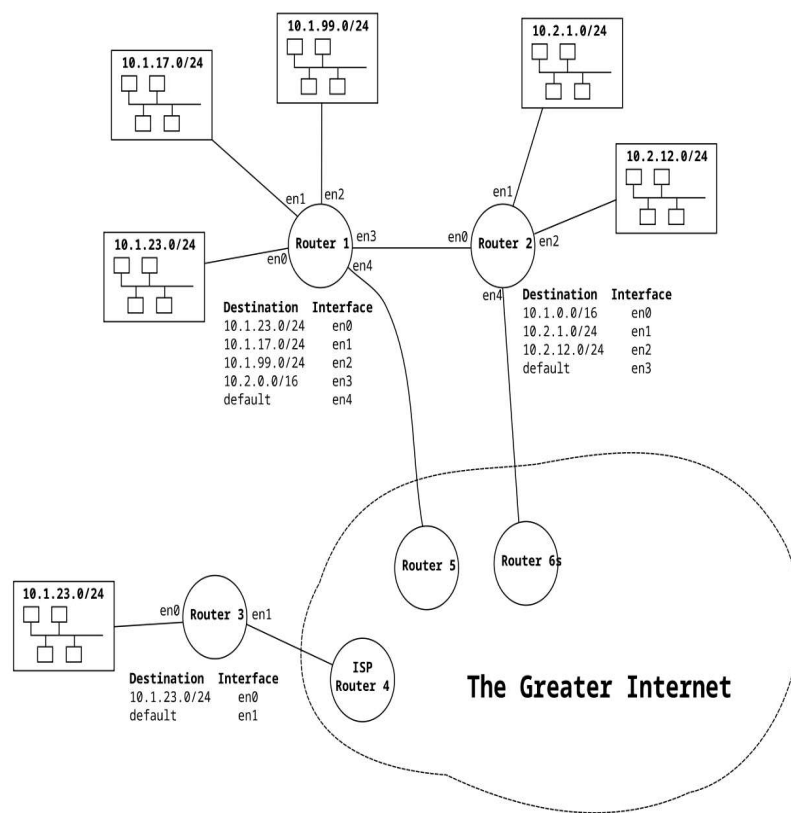 10.1.99.0/24
10.2.1.0/24
10.1.17.0/24
10.2.12.0/24
en1
en2
en1
10.1.23.0/24
Router 1
en3
en0
Router 2
en2
en0
en4
en4
Destination Interface
10.1.23.0/24 en0
10.1.17.0/24 en1
10.1.99.0/24 en2
10.2.0.0/16 en3
default en4
Destination Interface
10.1.0.0/16 en0
10.2.1.0/24 en1
10.2.12.0/24 en2
default en3
Router 5
Router 6s
10.1.23.0/24
en0
Router 3
en1
Destination Interface
10.1.23.0/24 en0
default en1
ISP
Router 4
The Greater Internet